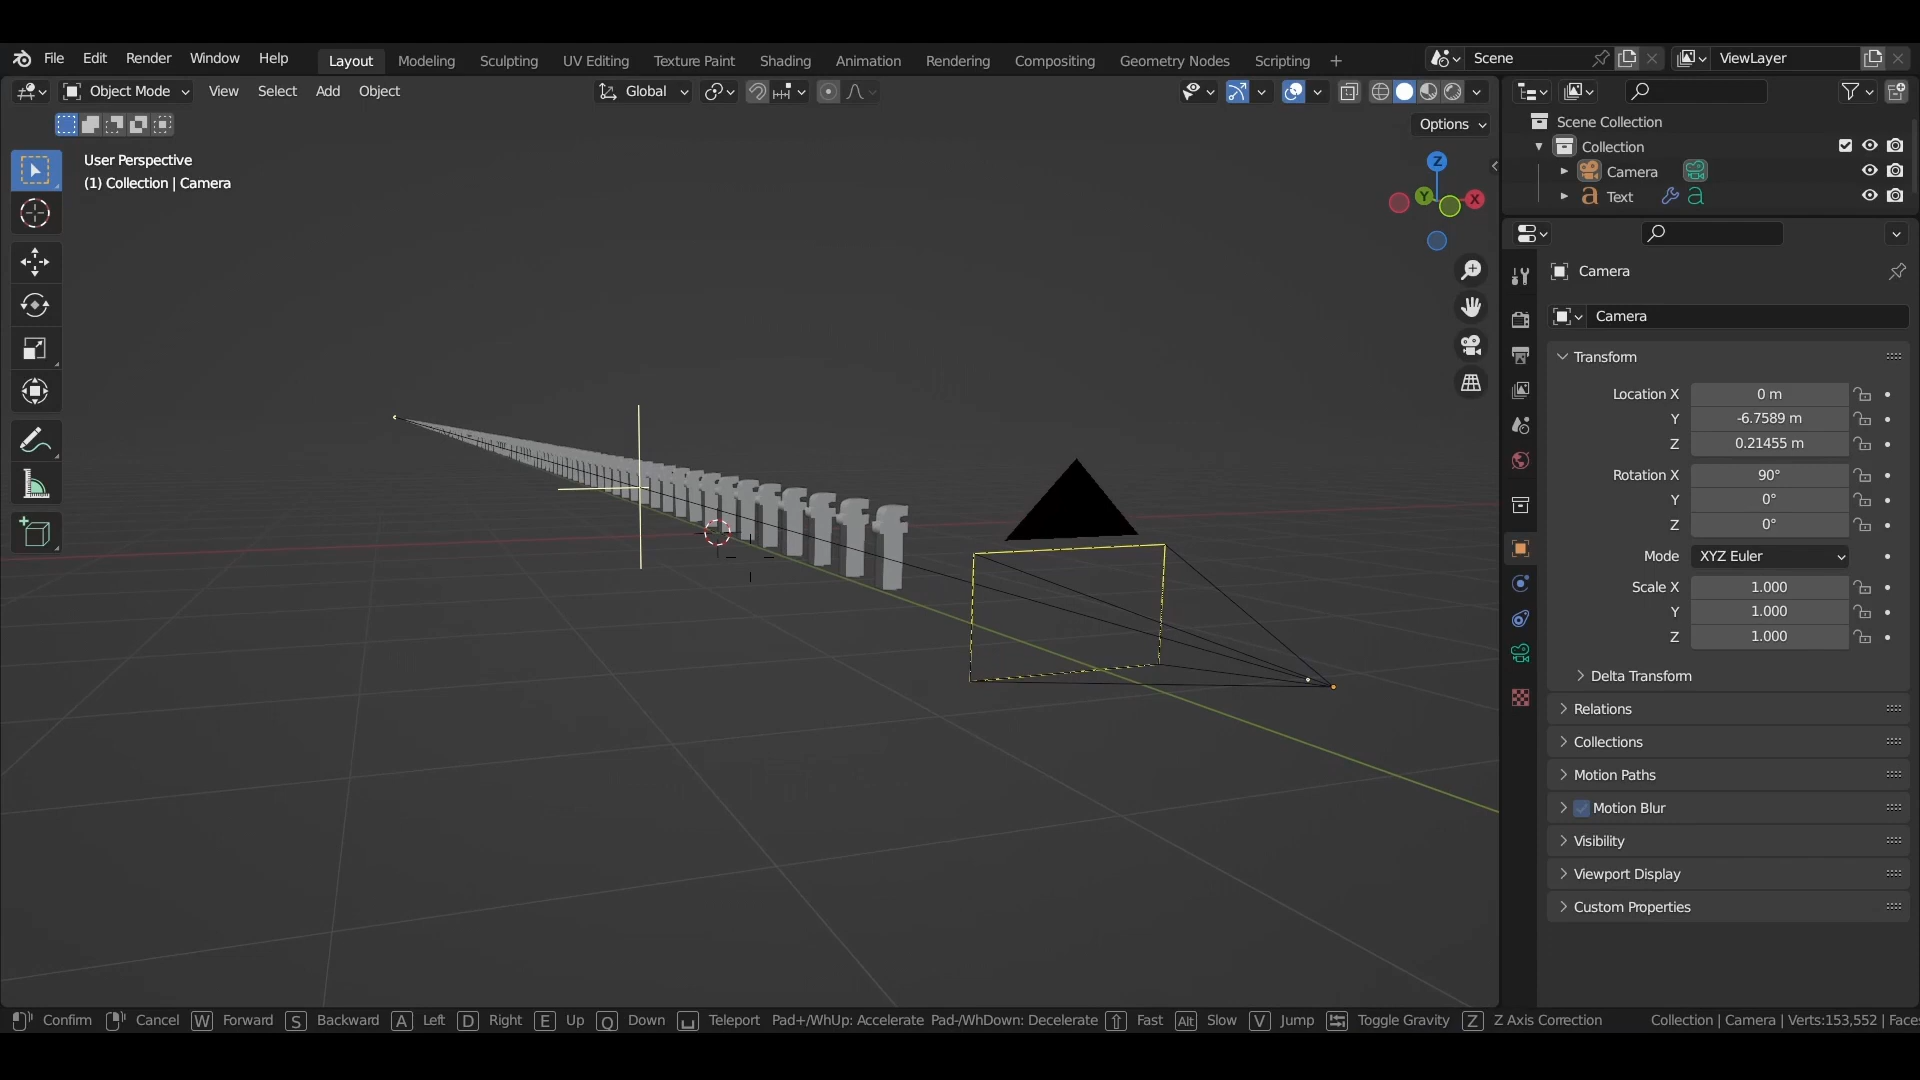 File Edit Render Window Help Layout Modeling Sculpting UV Editing Texture Paint Shading Animation Rendering Compositing Geometry Nodes Scripting + Scene ViewLayer
Object Mode View Select Add Object Global
Options
User Perspective
(1) Collection | Camera
Z
Y
X
Scene Collection
Collection
Camera
Text
Camera
Camera
Transform
Location X 0 m
Y -6.7589 m
Z 0.21455 m
Rotation X 90°
Y 0°
Z 0°
Mode XYZ Euler
Scale X 1.000
Y 1.000
Z 1.000
Delta Transform
Relations
Collections
Motion Paths
Motion Blur
Visibility
Viewport Display
Custom Properties
Confirm Cancel W Forward S Backward A Left D Right E Up Q Down Teleport Pad+/WhUp: Accelerate Pad-/WhDown: Decelerate Fast Alt Slow V Jump Toggle Gravity Z Z Axis Correction Collection | Camera | Verts:153,552 | Face